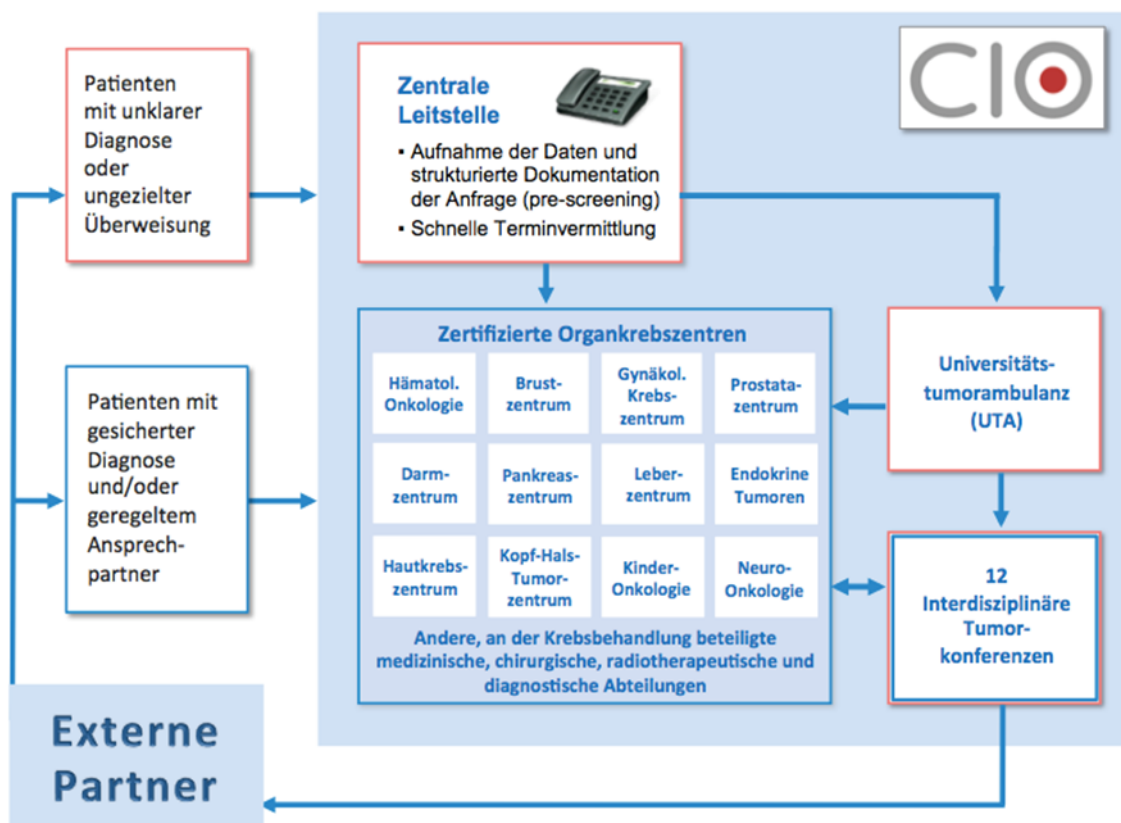 Patienten
mit unklarer
Diagnose
oder
ungezielter
Überweisung
Zentrale
Leitstelle
▪ Aufnahme der Daten und
strukturierte Dokumentation
der Anfrage (pre-screening)
▪ Schnelle Terminvermittlung
CIO
Patienten mit
gesicherter
Diagnose
und/oder
geregeltem
Ansprech-
partner
Zertifizierte Organkrebszentren
Hämatol.
Onkologie
Brust-
zentrum
Gynäkol.
Krebs-
zentrum
Prostata-
zentrum
Darm-
zentrum
Pankreas-
zentrum
Leber-
zentrum
Endokrine
Tumoren
Hautkrebs-
zentrum
Kopf-Hals-
Tumor-
zentrum
Kinder-
Onkologie
Neuro-
Onkologie
Andere, an der Krebsbehandlung beteiligte
medizinische, chirurgische, radiotherapeutische und
diagnostische Abteilungen
Universitäts-
tumorambulanz
(UTA)
12
Interdisziplinäre
Tumor-
konferenzen
Externe
Partner